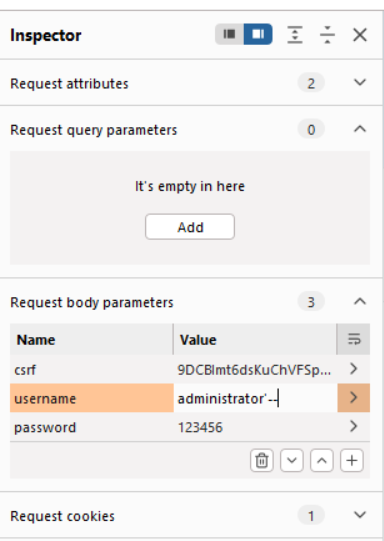 Inspector
Request attributes 2
Request query parameters 0
It's empty in here
Add
Request body parameters 3
Name Value
csrf 9DCBlmt6dsKuChVFSp...
username administrator'--
password 123456
Request cookies 1